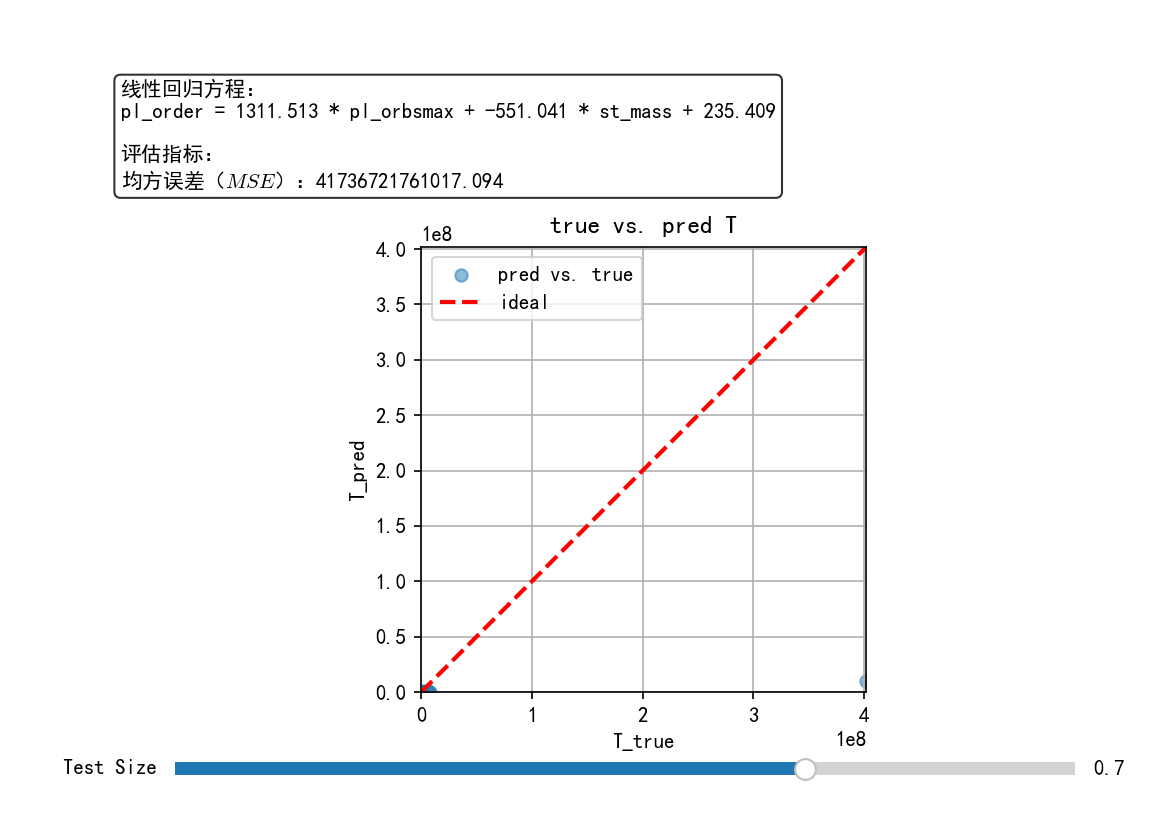 线性回归方程：
pl_order = 1311.513 * pl_orbsmax + -551.041 * st_mass + 235.409
评估指标：
均方误差（MSE）：41736721761017.094
true vs. pred T
1e8
4.0
3.5
3.0
2.5
2.0
1.5
1.0
0.5
0.0
T_pred
pred vs. true
ideal
0 1 2 3 4
T_true
1e8
Test Size 0.7